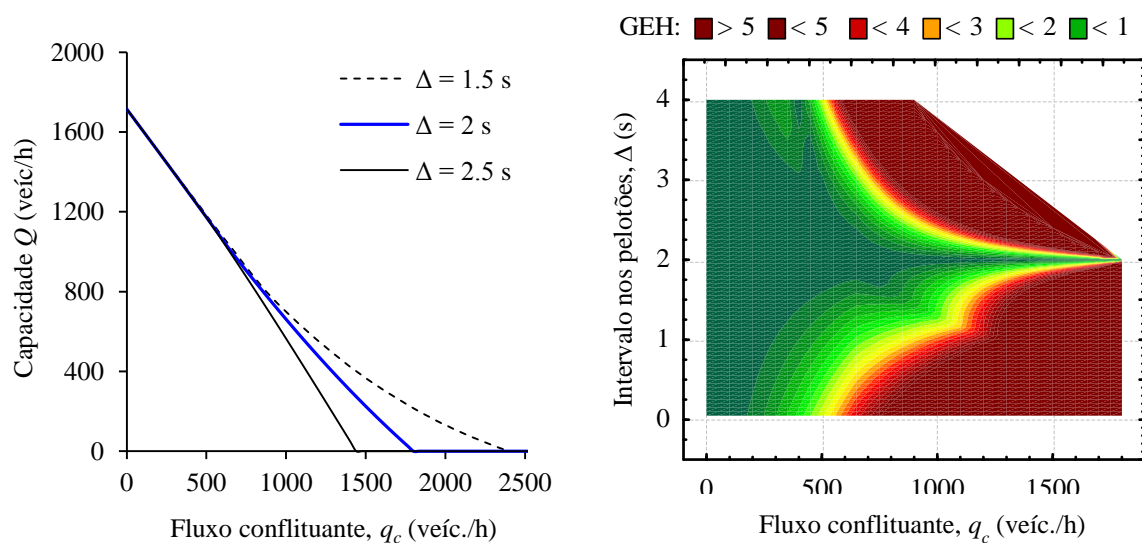 2000
1600
1200
800
400
0
Capacidade Q (veíc/h)
Δ = 1.5 s
Δ = 2 s
Δ = 2.5 s
0 500 1000 1500 2000 2500
Fluxo conflituante, qc (veíc./h)
GEH: > 5 < 5 < 4 < 3 < 2 < 1
4
3
2
1
0
Intervalo nos pelotões, Δ (s)
0 500 1000 1500
Fluxo conflituante, qc (veíc./h)